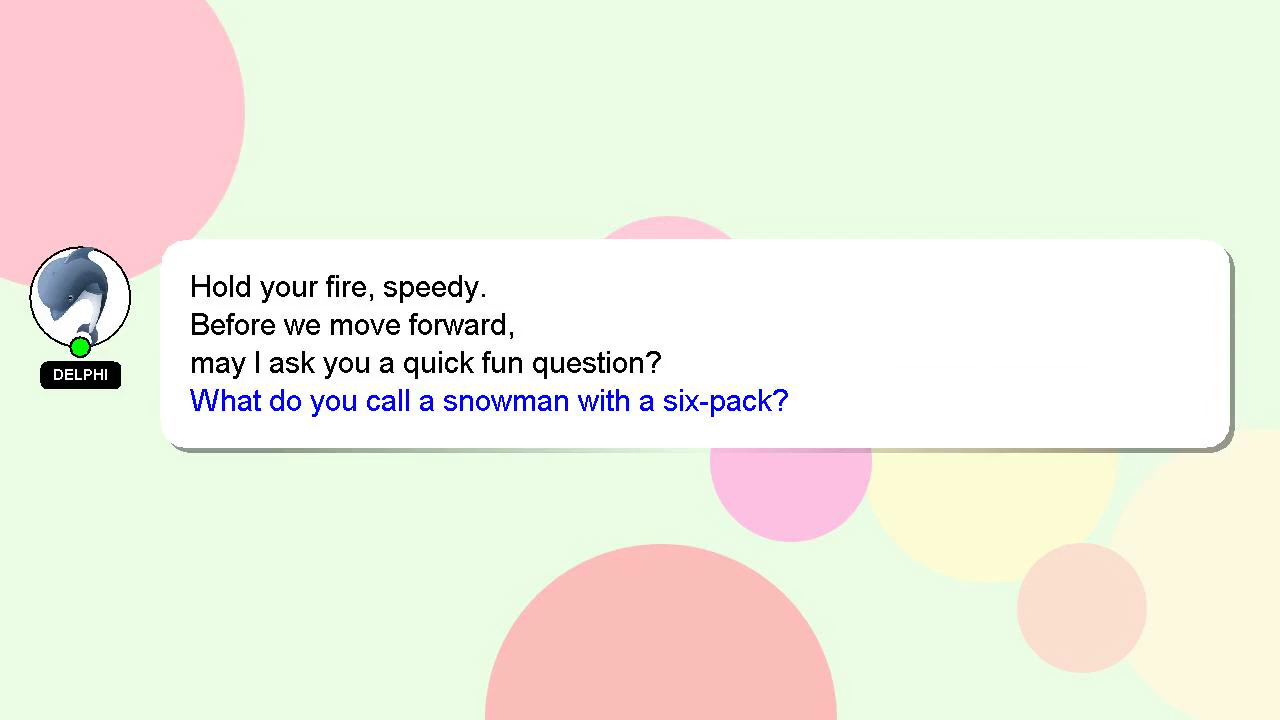 Hold your fire, speedy.
Before we move forward,
may I ask you a quick fun question?
What do you call a snowman with a six-pack?
DELPHI